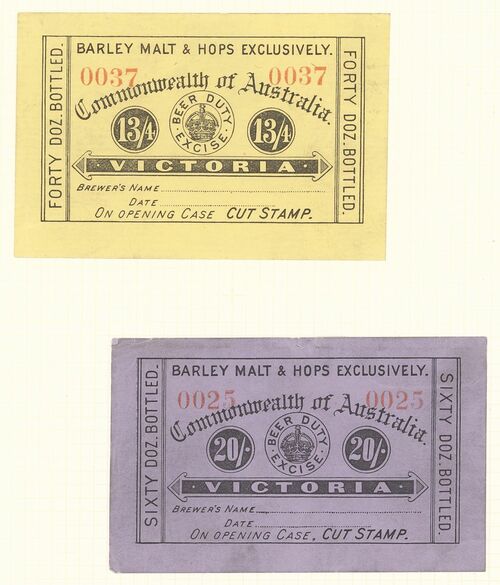 BARLEY MALT & HOPS EXCLUSIVELY.
0037 0037
Commonwealth of Australia.
BEER DUTY
EXCISE
13/4 13/4
VICTORIA
BREWER'S NAME
DATE
ON OPENING CASE CUT STAMP.
FORTY DOZ. BOTTLED.
FORTY DOZ. BOTTLED.
BARLEY MALT & HOPS EXCLUSIVELY.
0025 0025
Commonwealth of Australia.
BEER DUTY
EXCISE
20/- 20/-
VICTORIA
BREWER'S NAME
DATE
ON OPENING CASE, CUT STAMP.
SIXTY DOZ. BOTTLED.
SIXTY DOZ. BOTTLED.